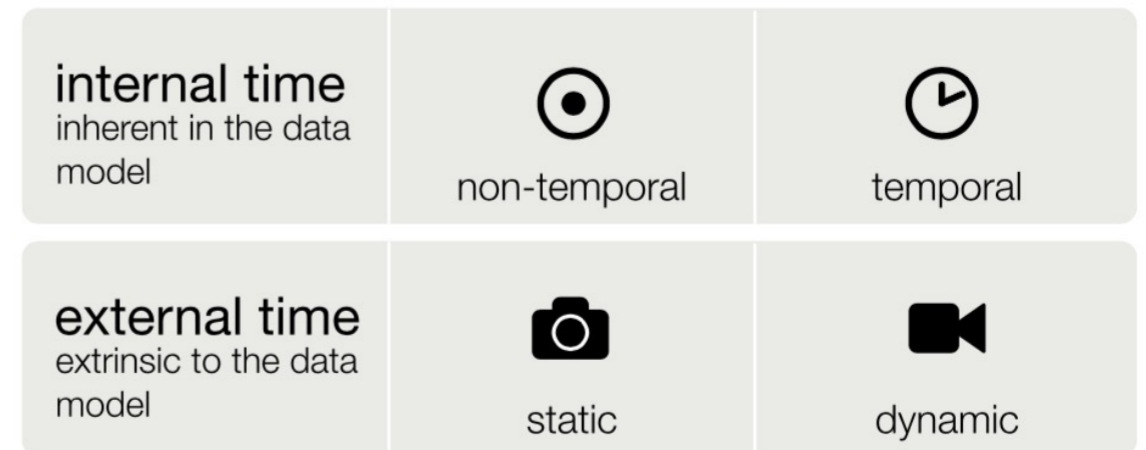 internal time
inherent in the data
model
non-temporal
temporal
external time
extrinsic to the data
model
static
dynamic